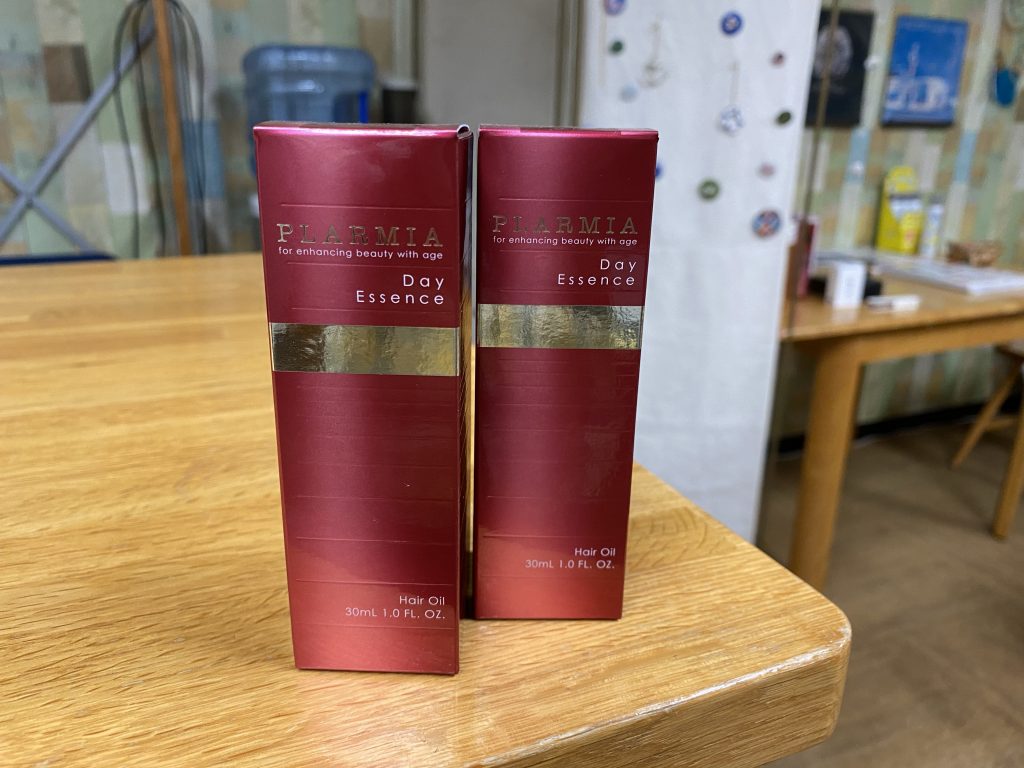 PLARMIA
for enhancing beauty with age
Day
Essence
Hair Oil
30mL 1.0 FL. OZ.
PLARMIA
for enhancing beauty with age
Day
Essence
Hair Oil
30mL 1.0 FL. OZ.